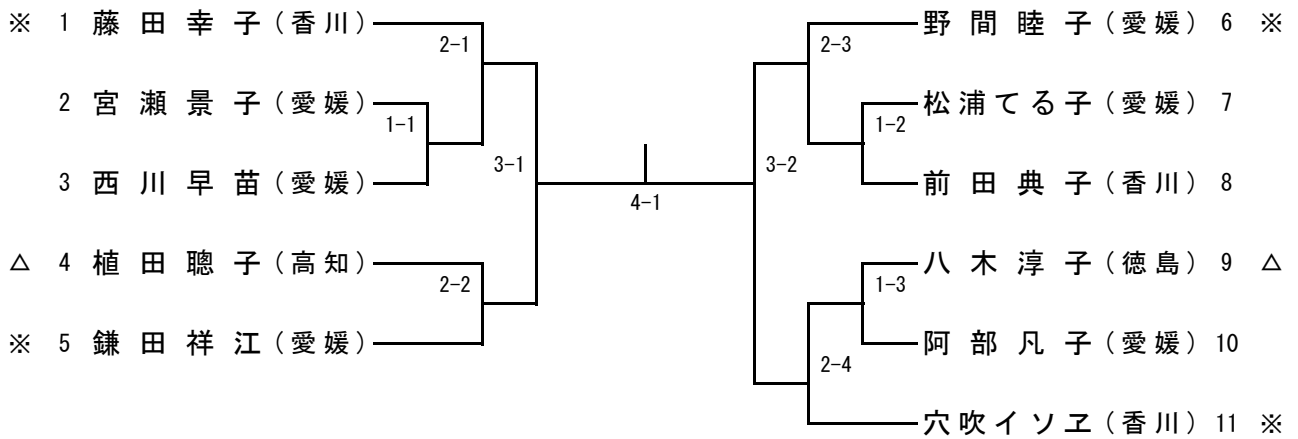 ※ 1 藤田幸子(香川)
2-1
2 宮瀬景子(愛媛)
1-1
3 西川早苗(愛媛)
3-1
△ 4 植田聰子(高知)
2-2
※ 5 鎌田祥江(愛媛)
4-1
野間睦子(愛媛) 6 ※
2-3
松浦てる子(愛媛) 7
1-2
3-2
前田典子(香川) 8
八木淳子(徳島) 9 △
1-3
阿部凡子(愛媛) 10
2-4
穴吹イソヱ(香川) 11 ※